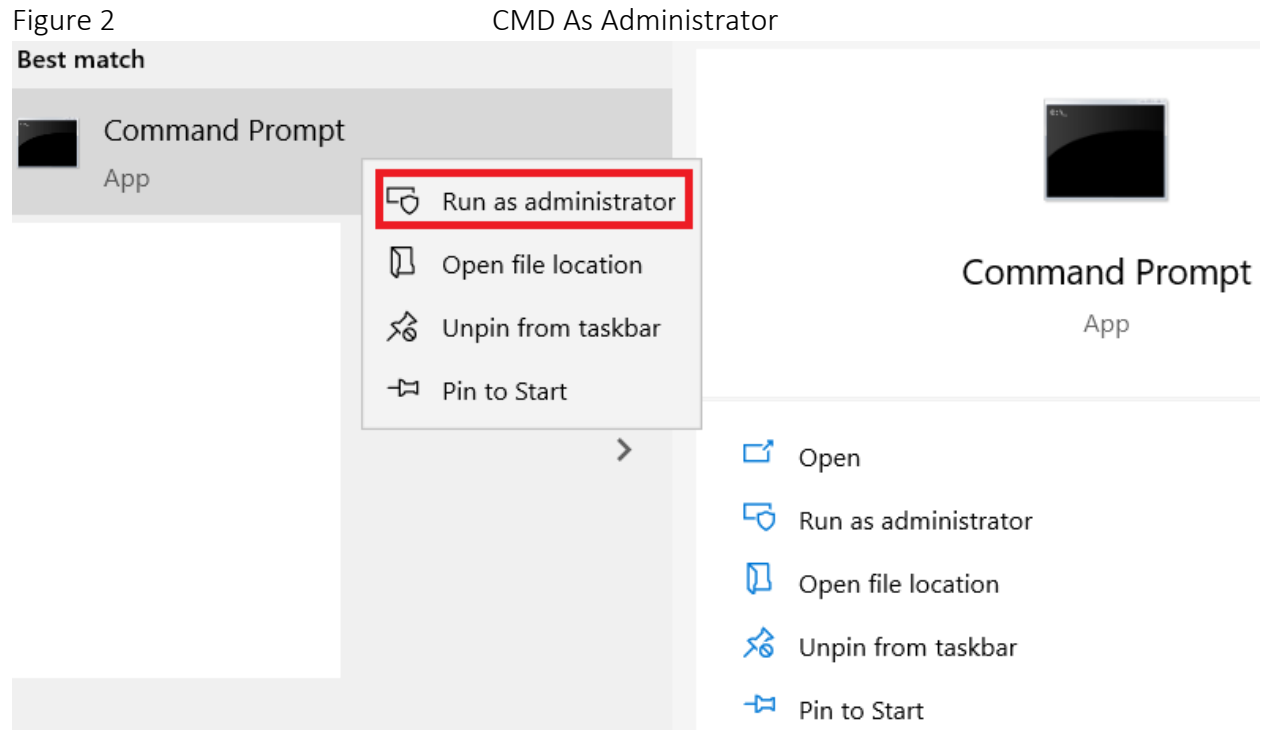 Figure 2 CMD As Administrator
Best match
Command Prompt
App
Run as administrator
Open file location
Unpin from taskbar
Pin to Start
C:\_
Command Prompt
App
Open
Run as administrator
Open file location
Unpin from taskbar
Pin to Start